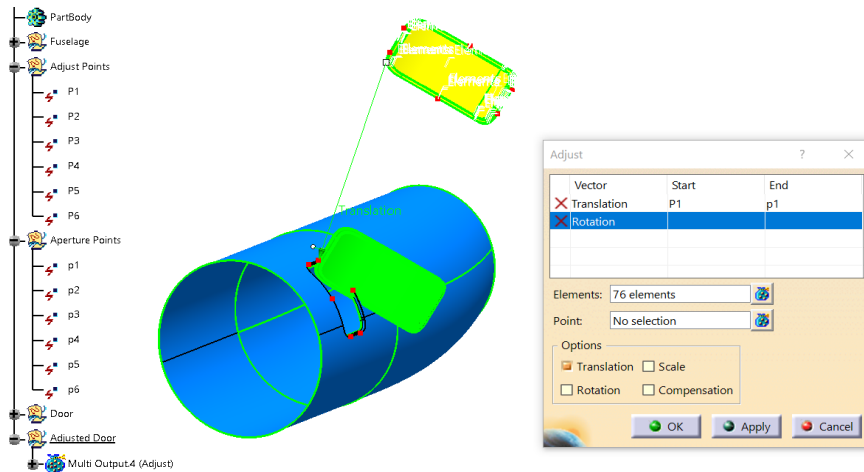 PartBody
Fuselage
Adjust Points
P1
P2
P3
P4
P5
P6
Aperture Points
p1
p2
p3
p4
p5
p6
Door
Adjusted Door
Multi Output.4 (Adjust)
Elements
Elements
Translation
Adjust
?
Vector Start End
Translation P1 p1
Rotation
Elements: 76 elements
Point: No selection
Options
Translation Scale
Rotation Compensation
OK Apply Cancel